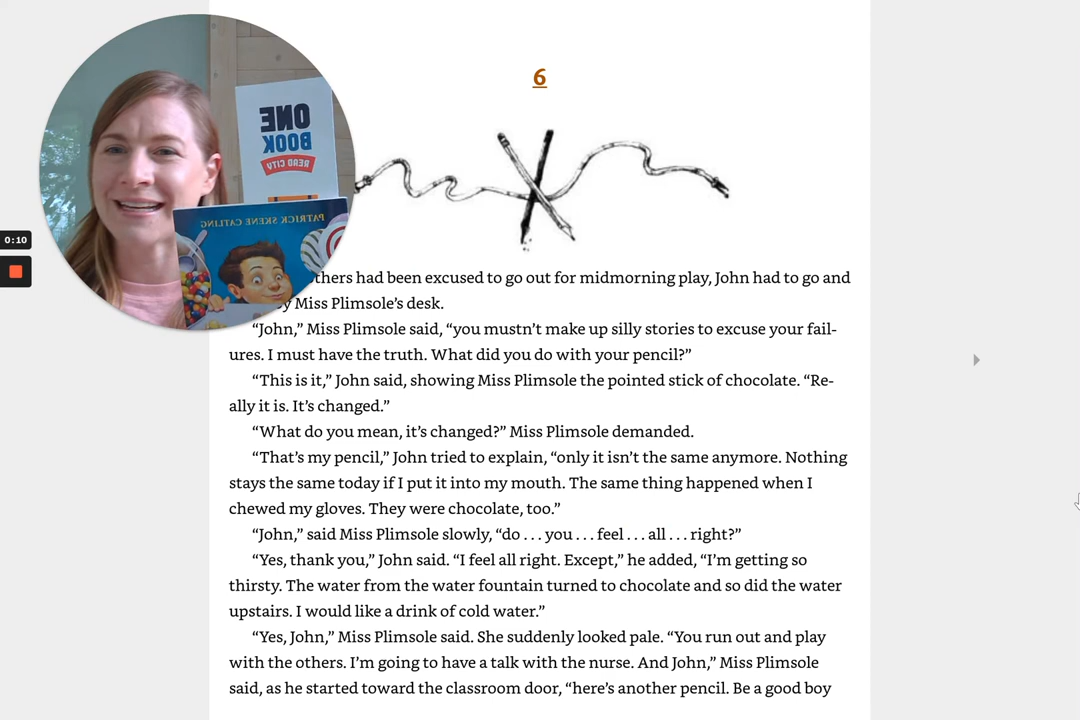 6
ONE
BOOK
READ CITY
PATRICK SKENE CATLING
0:10
others had been excused to go out for midmorning play, John had to go and
by Miss Plimsole’s desk.
“John,” Miss Plimsole said, “you mustn’t make up silly stories to excuse your fail-
ures. I must have the truth. What did you do with your pencil?”
“This is it,” John said, showing Miss Plimsole the pointed stick of chocolate. “Re-
ally it is. It’s changed.”
“What do you mean, it’s changed?” Miss Plimsole demanded.
“That’s my pencil,” John tried to explain, “only it isn’t the same anymore. Nothing
stays the same today if I put it into my mouth. The same thing happened when I
chewed my gloves. They were chocolate, too.”
“John,” said Miss Plimsole slowly, “do . . . you . . . feel . . . all . . . right?”
“Yes, thank you,” John said. “I feel all right. Except,” he added, “I’m getting so
thirsty. The water from the water fountain turned to chocolate and so did the water
upstairs. I would like a drink of cold water.”
“Yes, John,” Miss Plimsole said. She suddenly looked pale. “You run out and play
with the others. I’m going to have a talk with the nurse. And John,” Miss Plimsole
said, as he started toward the classroom door, “here’s another pencil. Be a good boy